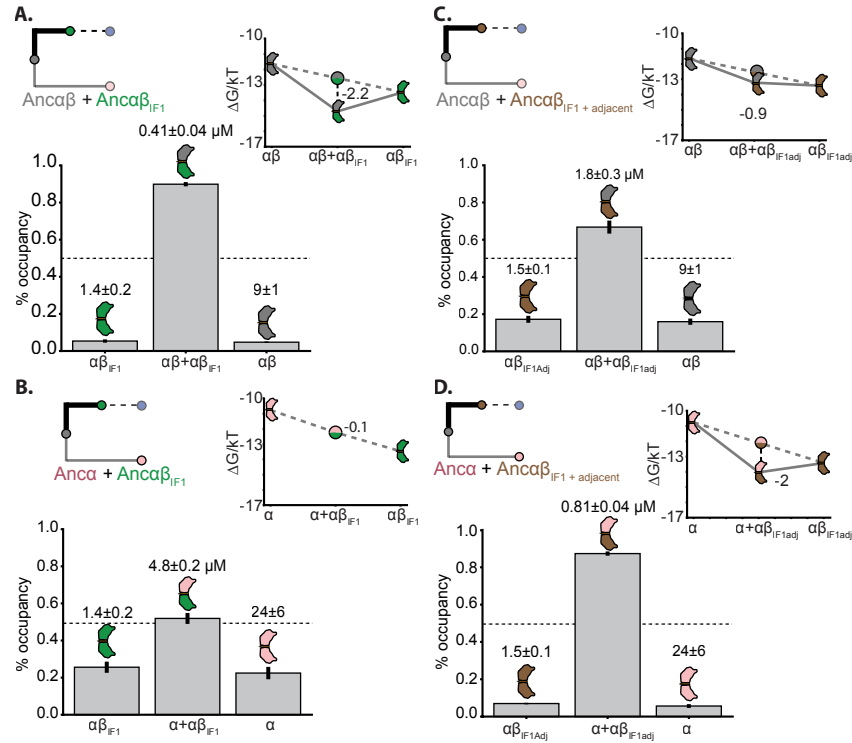 A.
Ancαβ + AncαβIF1
ΔG/kT
-10
-13
-17
-2.2
αβ
αβ+αβIF1
αβIF1
% occupancy
1.0
0.8
0.6
0.4
0.2
0.0
0.41±0.04 μM
1.4±0.2
9±1
αβIF1
αβ+αβIF1
αβ
C.
Ancαβ + AncαβIF1 + adjacent
ΔG/kT
-10
-13
-17
-0.9
αβ
αβ+αβIF1adj
αβIF1adj
% occupancy
1.0
0.8
0.6
0.4
0.2
0.0
1.8±0.3 μM
1.5±0.1
9±1
αβIF1Adj
αβ+αβIF1adj
αβ
B.
Ancα + AncαβIF1
ΔG/kT
-10
-13
-17
-0.1
α
α+αβIF1
αβIF1
% occupancy
1.0
0.8
0.6
0.4
0.2
0.0
4.8±0.2 μM
1.4±0.2
24±6
αβIF1
α+αβIF1
α
D.
Ancα + AncαβIF1 + adjacent
ΔG/kT
-10
-13
-17
-2
α
α+αβIF1adj
αβIF1adj
% occupancy
1.0
0.8
0.6
0.4
0.2
0.0
0.81±0.04 μM
1.5±0.1
24±6
αβIF1Adj
α+αβIF1adj
α